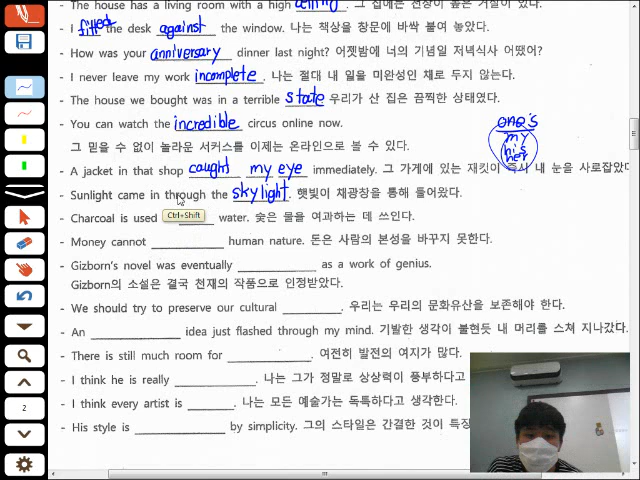 The house has a living room with a high ceiling. 그 집에는 천장이 높은 거실이 있다.
- I fitted the desk against the window. 나는 책상을 창문에 바싹 붙여 놓았다.
- How was your anniversary dinner last night? 어젯밤에 너의 기념일 저녁식사 어땠어?
- I never leave my work incomplete. 나는 절대 내 일을 미완성인 채로 두지 않는다.
- The house we bought was in a terrible state 우리가 산 집은 끔찍한 상태였다.
- You can watch the incredible circus online now.
그 믿을 수 없이 놀라운 서커스를 이제는 온라인으로 볼 수 있다.
one's
my
his
her
- A jacket in that shop caught my eye immediately. 그 가게에 있는 재킷이 즉시 내 눈을 사로잡았다
- Sunlight came in through the skylight. 햇빛이 채광창을 통해 들어왔다.
- Charcoal is used ____ water. 숯은 물을 여과하는 데 쓰인다.
Ctrl+Shift
- Money cannot ____ human nature. 돈은 사람의 본성을 바꾸지 못한다.
- Gizborn's novel was eventually ____ as a work of genius.
Gizborn의 소설은 결국 천재의 작품으로 인정받았다.
- We should try to preserve our cultural ____. 우리는 우리의 문화유산을 보존해야 한다.
- An ____ idea just flashed through my mind. 기발한 생각이 불현듯 내 머리를 스쳐 지나갔다.
- There is still much room for ____. 여전히 발전의 여지가 많다.
- I think he is really ____. 나는 그가 정말로 상상력이 풍부하다고
- I think every artist is ____. 나는 모든 예술가는 독특하다고 생각한다.
- His style is ____ by simplicity. 그의 스타일은 간결한 것이 특징
2